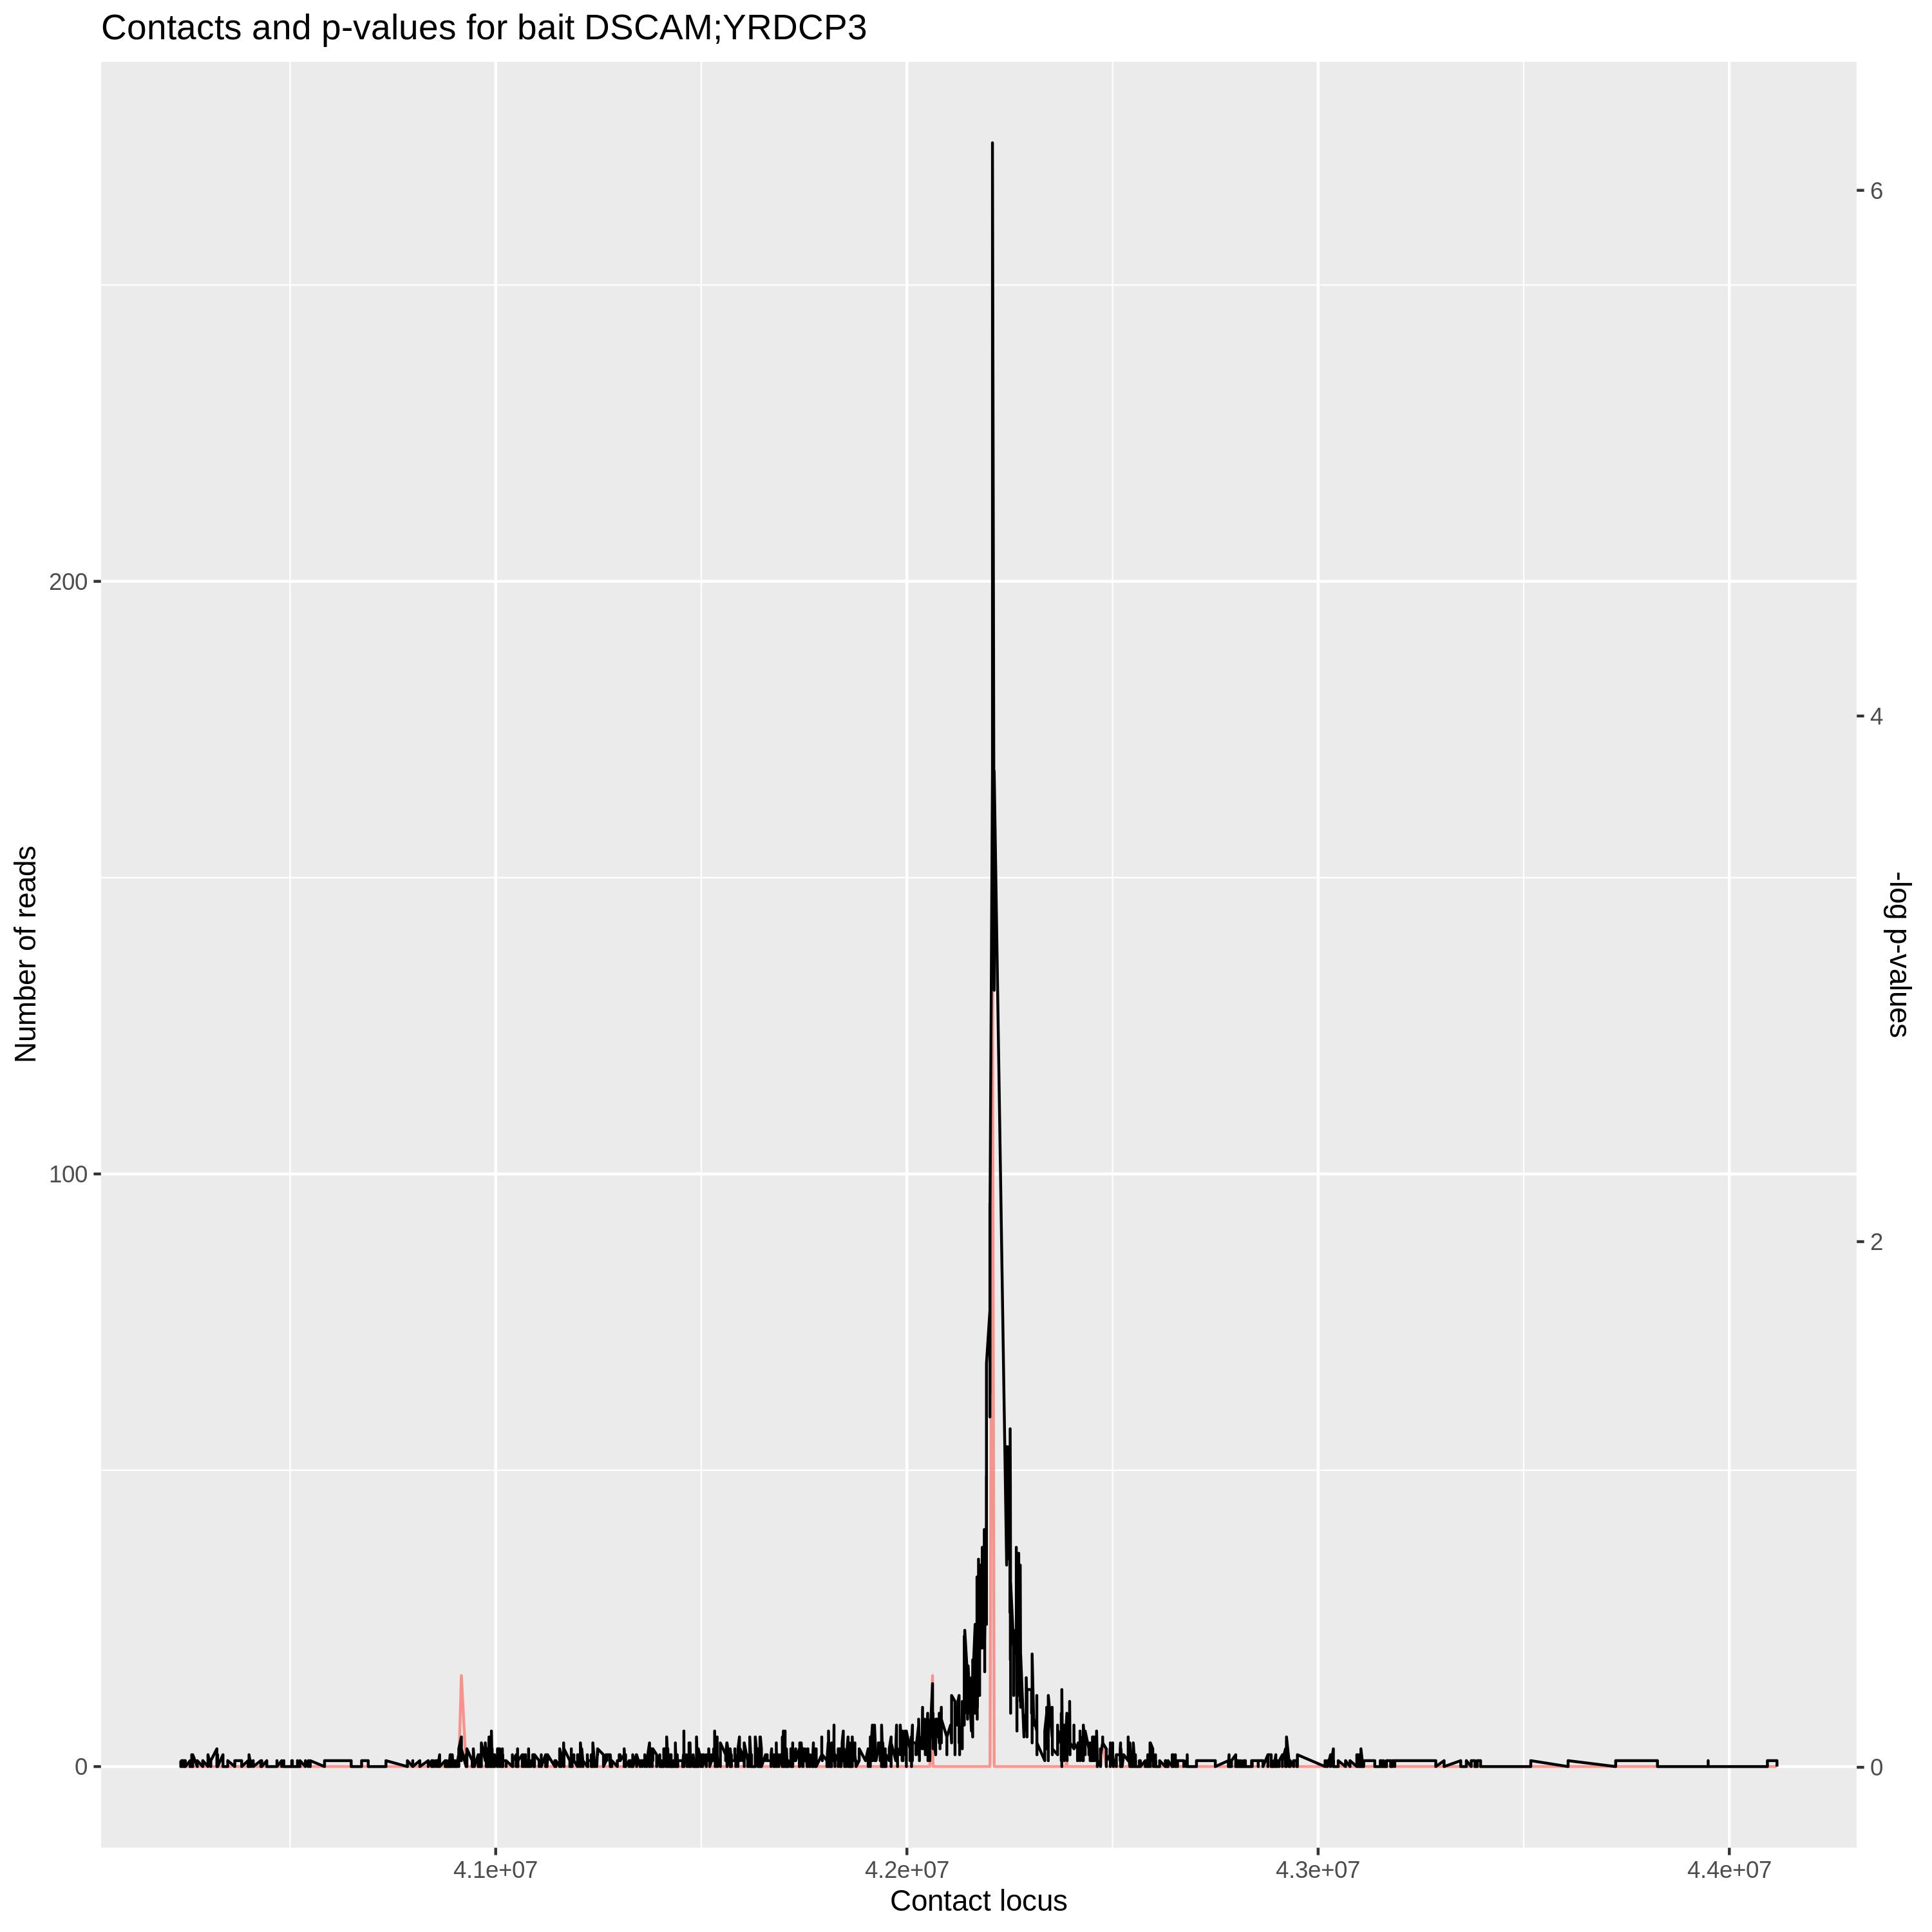 Contacts and p-values for bait DSCAM;YRDCP3
6
200
4
Number of reads
-log p-values
2
100
0
0
4.1e+07
4.2e+07
4.3e+07
4.4e+07
Contact locus